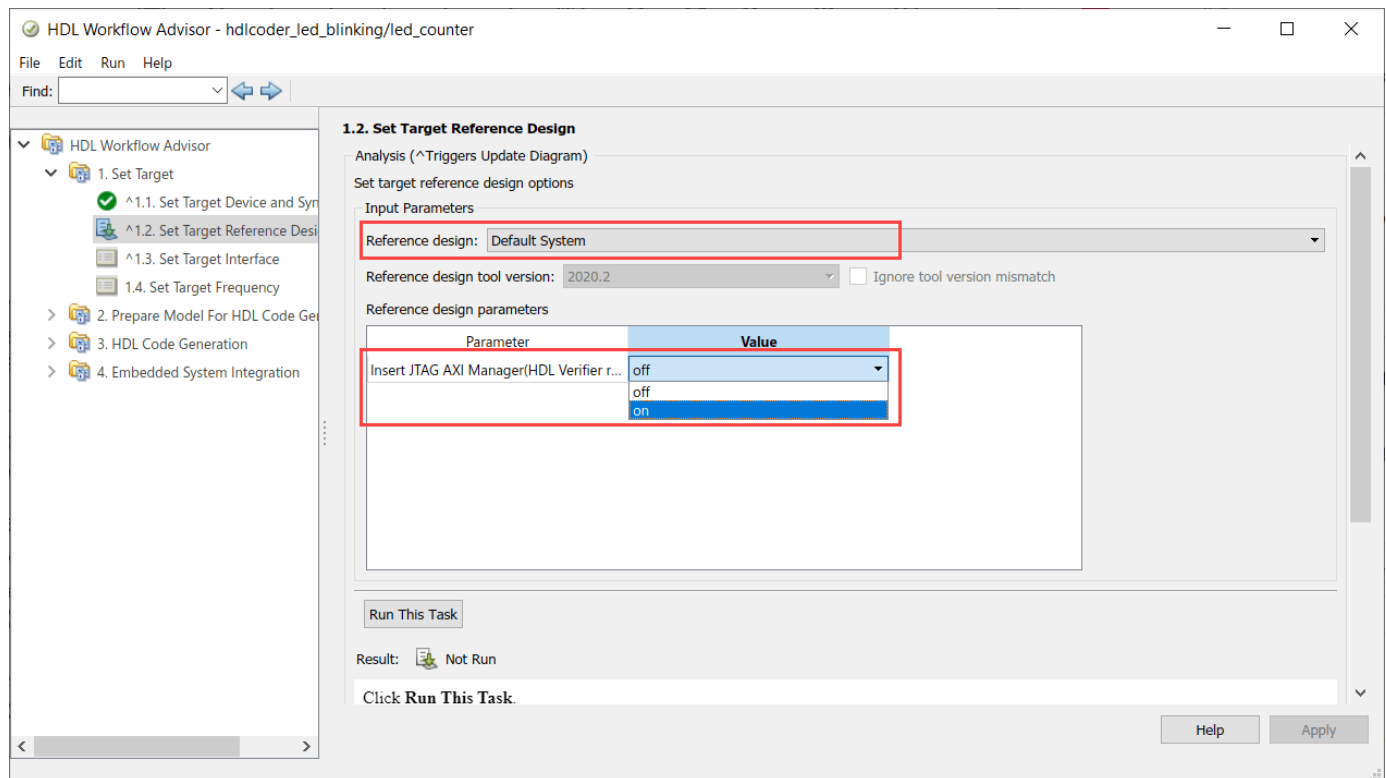 HDL Workflow Advisor - hdlcoder_led_blinking/led_counter
File Edit Run Help
Find:
HDL Workflow Advisor
1. Set Target
^1.1. Set Target Device and Syn
^1.2. Set Target Reference Desi
^1.3. Set Target Interface
1.4. Set Target Frequency
2. Prepare Model For HDL Code Ge
3. HDL Code Generation
4. Embedded System Integration
1.2. Set Target Reference Design
Analysis (^Triggers Update Diagram)
Set target reference design options
Input Parameters
Reference design: Default System
Reference design tool version: 2020.2 Ignore tool version mismatch
Reference design parameters
Parameter Value
Insert JTAG AXI Manager(HDL Verifier r... off
off
on
Run This Task
Result: Not Run
Click Run This Task.
Help Apply